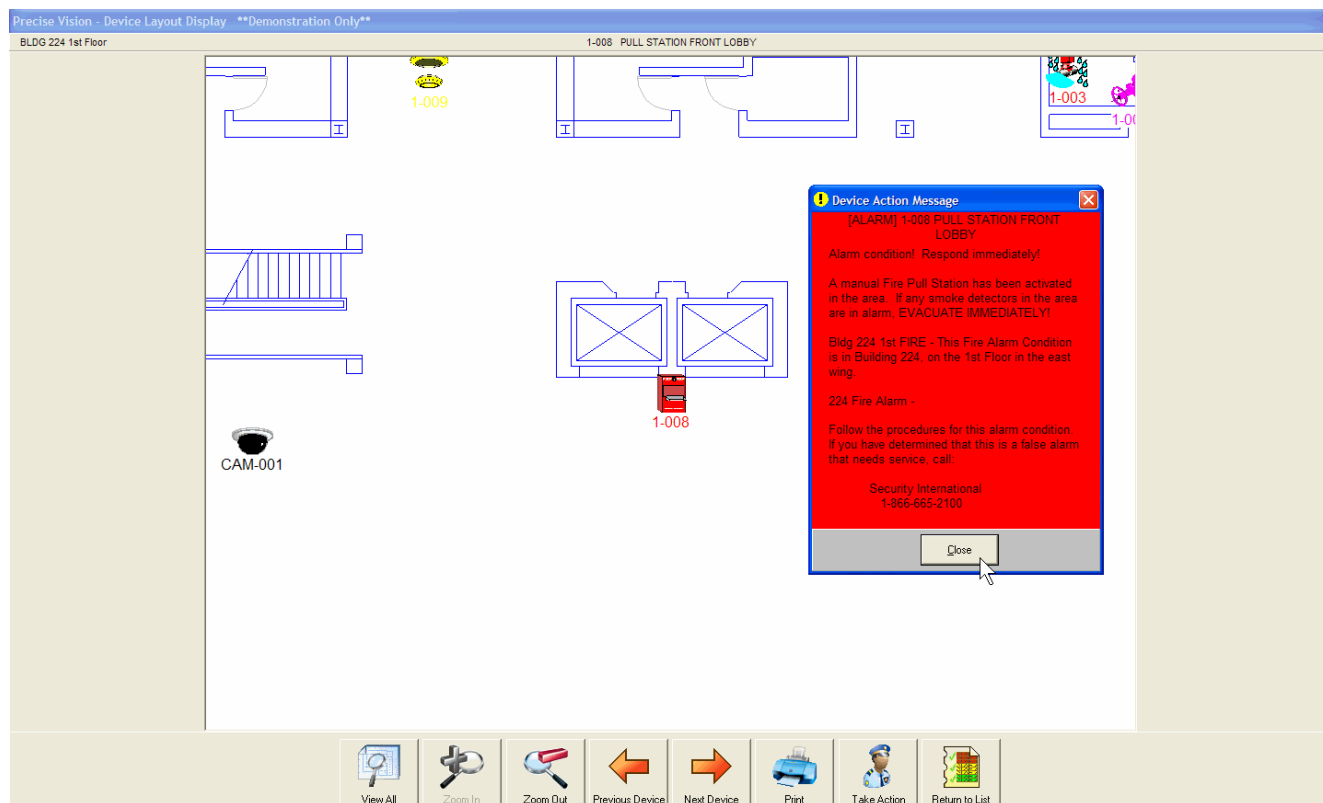 Precise Vision - Device Layout Display **Demonstration Only**
BLDG 224 1st Floor
1-008 PULL STATION FRONT LOBBY
1-009
1-003
1-00
Device Action Message
[ALARM] 1-008 PULL STATION FRONT
LOBBY
Alarm condition! Respond immediately!
A manual Fire Pull Station has been activated
in the area. If any smoke detectors in the area
are in alarm, EVACUATE IMMEDIATELY!
Bldg 224 1st FIRE - This Fire Alarm Condition
is in Building 224, on the 1st Floor in the east
wing.
224 Fire Alarm -
Follow the procedures for this alarm condition.
If you have determined that this is a false alarm
that needs service, call:
Security International
1-866-665-2100
Close
1-008
CAM-001
View All
Zoom In
Zoom Out
Previous Device
Next Device
Print
Take Action
Return to List